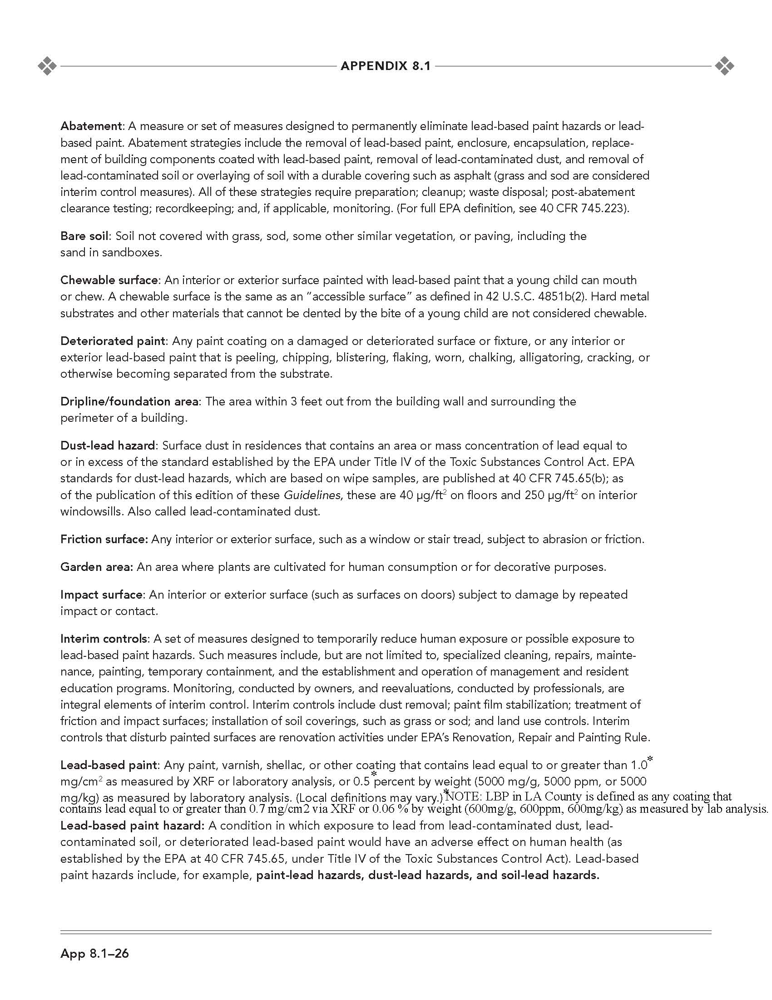 APPENDIX 8.1
Abatement: A measure or set of measures designed to permanently eliminate lead-based paint hazards or lead-
based paint. Abatement strategies include the removal of lead-based paint, enclosure, encapsulation, replace-
ment of building components coated with lead-based paint, removal of lead-contaminated dust, and removal of
lead-contaminated soil or overlaying of soil with a durable covering such as asphalt (grass and sod are considered
interim control measures). All of these strategies require preparation; cleanup; waste disposal; post-abatement
clearance testing; recordkeeping; and, if applicable, monitoring. (For full EPA definition, see 40 CFR 745.223).
Bare soil: Soil not covered with grass, sod, some other similar vegetation, or paving, including the
sand in sandboxes.
Chewable surface: An interior or exterior surface painted with lead-based paint that a young child can mouth
or chew. A chewable surface is the same as an "accessible surface" as defined in 42 U.S.C. 4851b(2). Hard metal
substrates and other materials that cannot be dented by the bite of a young child are not considered chewable.
Deteriorated paint: Any paint coating on a damaged or deteriorated surface or fixture, or any interior or
exterior lead-based paint that is peeling, chipping, blistering, flaking, worn, chalking, alligatoring, cracking, or
otherwise becoming separated from the substrate.
Dripline/foundation area: The area within 3 feet out from the building wall and surrounding the
perimeter of a building.
Dust-lead hazard: Surface dust in residences that contains an area or mass concentration of lead equal to
or in excess of the standard established by the EPA under Title IV of the Toxic Substances Control Act. EPA
standards for dust-lead hazards, which are based on wipe samples, are published at 40 CFR 745.65(b); as
of the publication of this edition of these Guidelines, these are 40 µg/ft² on floors and 250 µg/ft² on interior
windowsills. Also called lead-contaminated dust.
Friction surface: Any interior or exterior surface, such as a window or stair tread, subject to abrasion or friction.
Garden area: An area where plants are cultivated for human consumption or for decorative purposes.
Impact surface: An interior or exterior surface (such as surfaces on doors) subject to damage by repeated
impact or contact.
Interim controls: A set of measures designed to temporarily reduce human exposure or possible exposure to
lead-based paint hazards. Such measures include, but are not limited to, specialized cleaning, repairs, mainte-
nance, painting, temporary containment, and the establishment and operation of management and resident
education programs. Monitoring, conducted by owners, and reevaluations, conducted by professionals, are
integral elements of interim control. Interim controls include dust removal; paint film stabilization; treatment of
friction and impact surfaces; installation of soil coverings, such as grass or sod; and land use controls. Interim
controls that disturb painted surfaces are renovation activities under EPA's Renovation, Repair and Painting Rule.
Lead-based paint: Any paint, varnish, shellac, or other coating that contains lead equal to or greater than 1.0*
mg/cm² as measured by XRF or laboratory analysis, or 0.5*percent by weight (5000 mg/g, 5000 ppm, or 5000
mg/kg) as measured by laboratory analysis. (Local definitions may vary.)*NOTE: LBP in LA County is defined as any coating that
contains lead equal to or greater than 0.7 mg/cm2 via XRF or 0.06 % by weight (600mg/g, 600ppm, 600mg/kg) as measured by lab analysis.
Lead-based paint hazard: A condition in which exposure to lead from lead-contaminated dust, lead-
contaminated soil, or deteriorated lead-based paint would have an adverse effect on human health (as
established by the EPA at 40 CFR 745.65, under Title IV of the Toxic Substances Control Act). Lead-based
paint hazards include, for example, paint-lead hazards, dust-lead hazards, and soil-lead hazards.
App 8.1–26